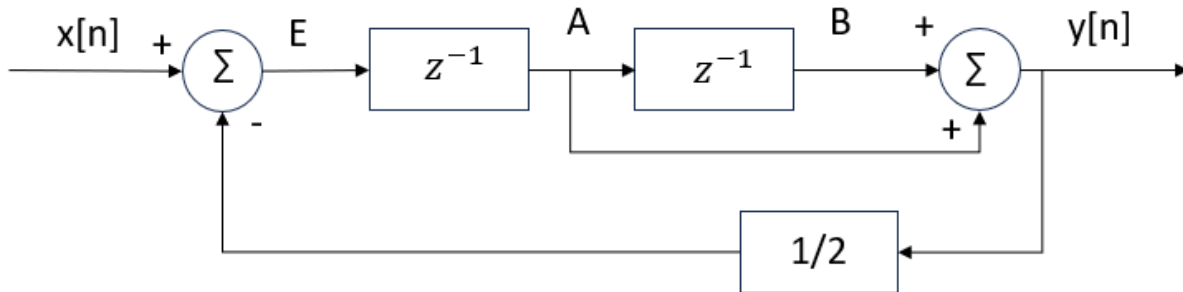 x[n] + Σ E z⁻¹ A z⁻¹ B + Σ y[n]
- +
1/2